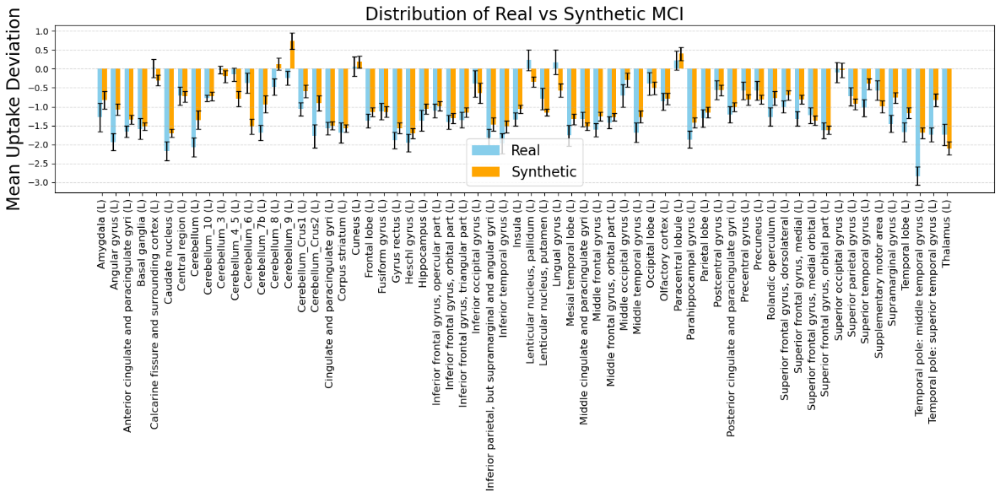 Distribution of Real vs Synthetic MCI
Mean Uptake Deviation
1.0
0.5
0.0
−0.5
−1.0
−1.5
−2.0
−2.5
−3.0
Real
Synthetic
Amygdala (L)
Angular gyrus (L)
Anterior cingulate and paracingulate gyri (L)
Basal ganglia (L)
Calcarine fissure and surrounding cortex (L)
Caudate nucleus (L)
Central region (L)
Cerebellum (L)
Cerebellum_10 (L)
Cerebellum_3 (L)
Cerebellum_4_5 (L)
Cerebellum_6 (L)
Cerebellum_7b (L)
Cerebellum_8 (L)
Cerebellum_9 (L)
Cerebellum_Crus1 (L)
Cerebellum_Crus2 (L)
Cingulate and paracingulate gyri (L)
Corpus striatum (L)
Cuneus (L)
Frontal lobe (L)
Fusiform gyrus (L)
Gyrus rectus (L)
Heschl gyrus (L)
Hippocampus (L)
Inferior frontal gyrus, opercular part (L)
Inferior frontal gyrus, orbital part (L)
Inferior frontal gyrus, triangular part (L)
Inferior occipital gyrus (L)
Inferior parietal, but supramarginal and angular gyri (L)
Inferior temporal gyrus (L)
Insula (L)
Lenticular nucleus, pallidum (L)
Lenticular nucleus, putamen (L)
Lingual gyrus (L)
Mesial temporal lobe (L)
Middle cingulate and paracingulate gyri (L)
Middle frontal gyrus (L)
Middle frontal gyrus, orbital part (L)
Middle occipital gyrus (L)
Middle temporal gyrus (L)
Occipital lobe (L)
Olfactory cortex (L)
Paracentral lobule (L)
Parahippocampal gyrus (L)
Parietal lobe (L)
Postcentral gyrus (L)
Posterior cingulate and paracingulate gyri (L)
Precentral gyrus (L)
Precuneus (L)
Rolandic operculum (L)
Superior frontal gyrus, dorsolateral (L)
Superior frontal gyrus, medial (L)
Superior frontal gyrus, medial orbital (L)
Superior frontal gyrus, orbital part (L)
Superior occipital gyrus (L)
Superior parietal gyrus (L)
Superior temporal gyrus (L)
Supplementary motor area (L)
Supramarginal gyrus (L)
Temporal lobe (L)
Temporal pole: middle temporal gyrus (L)
Temporal pole: superior temporal gyrus (L)
Thalamus (L)